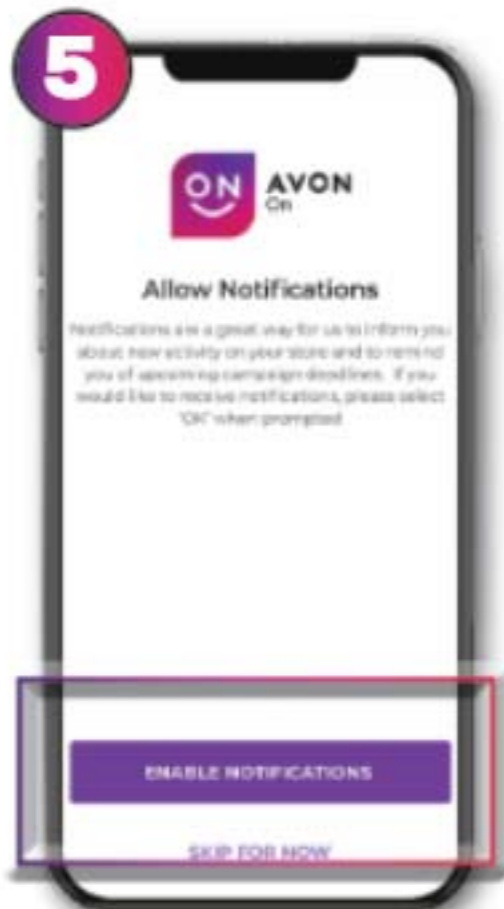 5
ON AVON
On
Allow Notifications
Notifications are a great way for us to inform you
about new activity on your store and to remind
you of upcoming campaign deadlines. If you
would like to receive notifications, please select
'OK' when prompted
ENABLE NOTIFICATIONS
SKIP FOR NOW